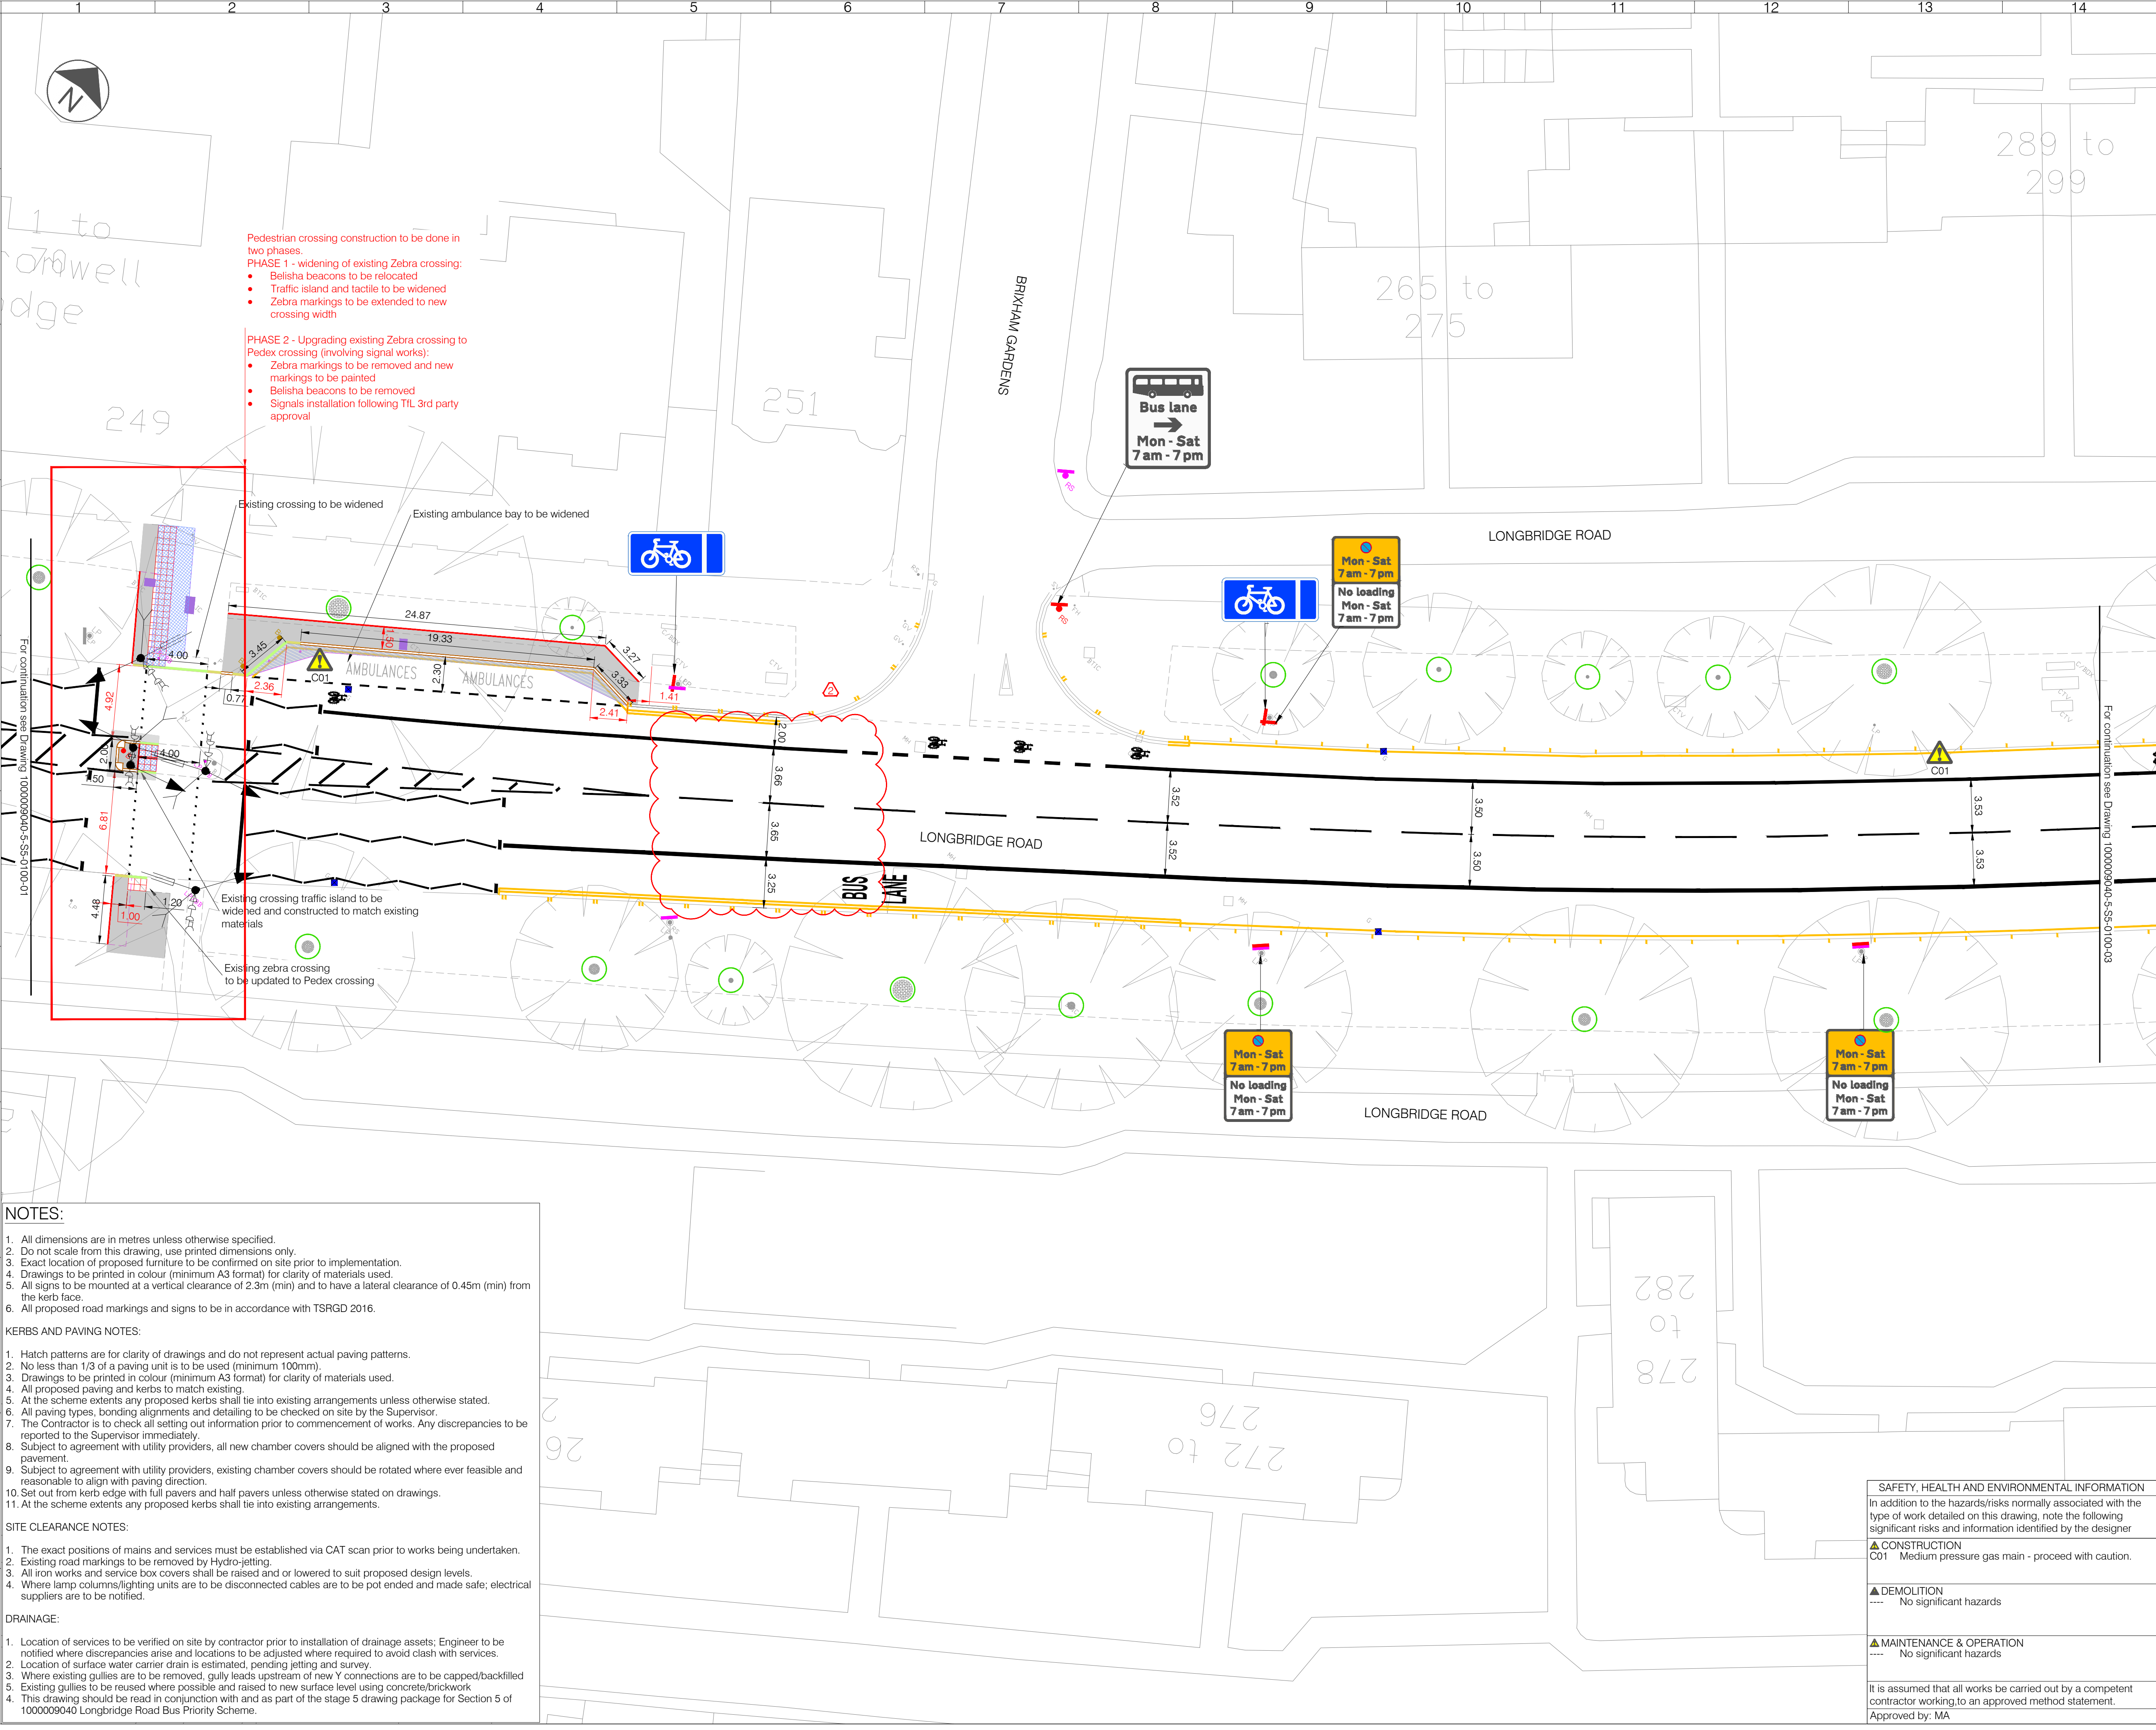 1 2 3 4 5 6 7 8 9 10 11 12 13 14
N
289 to
299
1 to
omwell
dge
Pedestrian crossing construction to be done in
two phases.
PHASE 1 - widening of existing Zebra crossing:
• Belisha beacons to be relocated
• Traffic island and tactile to be widened
• Zebra markings to be extended to new
crossing width
PHASE 2 - Upgrading existing Zebra crossing to
Pedex crossing (involving signal works):
• Zebra markings to be removed and new
markings to be painted
• Belisha beacons to be removed
• Signals installation following TfL 3rd party
approval
265 to
275
BRIXHAM GARDENS
249
251
Bus lane
Mon - Sat
7 am - 7 pm
RS
Existing crossing to be widened
Existing ambulance bay to be widened
LONGBRIDGE ROAD
Mon - Sat
7 am - 7 pm
No loading
Mon - Sat
7 am - 7 pm
RS
24.87
19.33
1.50
3.45
3.27
3.33
2.30
AMBULANCES
AMBULANCES
C01
4.00
2.36
0.77
2.41
1.41
2
4.92
2.00
4.00
1.50
6.81
4.48
1.00
1.20
2.00
3.66
3.65
3.25
3.52
3.52
3.50
3.50
3.53
3.53
C01
LONGBRIDGE ROAD
BUS
LANE
For continuation see Drawing 1000009040-5-S5-0100-01
For continuation see Drawing 1000009040-5-S5-0100-03
Existing crossing traffic island to be
widened and constructed to match existing
materials
Existing zebra crossing
to be updated to Pedex crossing
Mon - Sat
7 am - 7 pm
No loading
Mon - Sat
7 am - 7 pm
Mon - Sat
7 am - 7 pm
No loading
Mon - Sat
7 am - 7 pm
LONGBRIDGE ROAD
282
to
278
276
272 to
26
NOTES:
1. All dimensions are in metres unless otherwise specified.
2. Do not scale from this drawing, use printed dimensions only.
3. Exact location of proposed furniture to be confirmed on site prior to implementation.
4. Drawings to be printed in colour (minimum A3 format) for clarity of materials used.
5. All signs to be mounted at a vertical clearance of 2.3m (min) and to have a lateral clearance of 0.45m (min) from
the kerb face.
6. All proposed road markings and signs to be in accordance with TSRGD 2016.
KERBS AND PAVING NOTES:
1. Hatch patterns are for clarity of drawings and do not represent actual paving patterns.
2. No less than 1/3 of a paving unit is to be used (minimum 100mm).
3. Drawings to be printed in colour (minimum A3 format) for clarity of materials used.
4. All proposed paving and kerbs to match existing.
5. At the scheme extents any proposed kerbs shall tie into existing arrangements unless otherwise stated.
6. All paving types, bonding alignments and detailing to be checked on site by the Supervisor.
7. The Contractor is to check all setting out information prior to commencement of works. Any discrepancies to be
reported to the Supervisor immediately.
8. Subject to agreement with utility providers, all new chamber covers should be aligned with the proposed
pavement.
9. Subject to agreement with utility providers, existing chamber covers should be rotated where ever feasible and
reasonable to align with paving direction.
10. Set out from kerb edge with full pavers and half pavers unless otherwise stated on drawings.
11. At the scheme extents any proposed kerbs shall tie into existing arrangements.
SITE CLEARANCE NOTES:
1. The exact positions of mains and services must be established via CAT scan prior to works being undertaken.
2. Existing road markings to be removed by Hydro-jetting.
3. All iron works and service box covers shall be raised and or lowered to suit proposed design levels.
4. Where lamp columns/lighting units are to be disconnected cables are to be pot ended and made safe; electrical
suppliers are to be notified.
DRAINAGE:
1. Location of services to be verified on site by contractor prior to installation of drainage assets; Engineer to be
notified where discrepancies arise and locations to be adjusted where required to avoid clash with services.
2. Location of surface water carrier drain is estimated, pending jetting and survey.
3. Where existing gullies are to be removed, gully leads upstream of new Y connections are to be capped/backfilled
5. Existing gullies to be reused where possible and raised to new surface level using concrete/brickwork
4. This drawing should be read in conjunction with and as part of the stage 5 drawing package for Section 5 of
1000009040 Longbridge Road Bus Priority Scheme.
SAFETY, HEALTH AND ENVIRONMENTAL INFORMATION
In addition to the hazards/risks normally associated with the
type of work detailed on this drawing, note the following
significant risks and information identified by the designer
CONSTRUCTION
C01 Medium pressure gas main - proceed with caution.
DEMOLITION
---- No significant hazards
MAINTENANCE & OPERATION
---- No significant hazards
It is assumed that all works be carried out by a competent
contractor working,to an approved method statement.
Approved by: MA